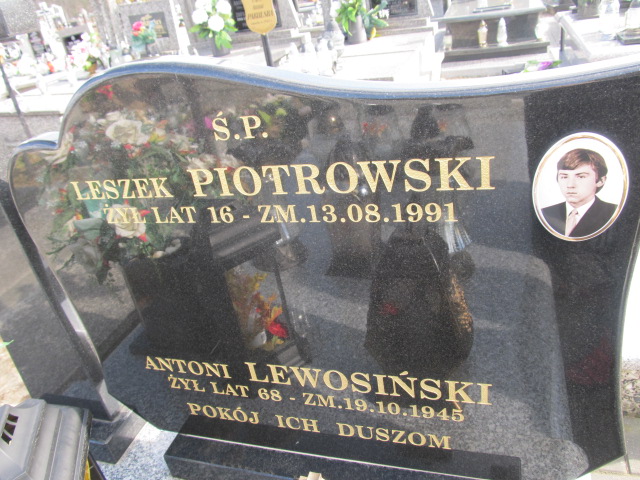 Ś.P.
LESZEK PIOTROWSKI
ŻYŁ LAT 16 - ZM.13.08.1991
ANTONI LEWOSIŃSKI
ŻYŁ LAT 68 - ZM.19.10.1945
POKÓJ ICH DUSZOM